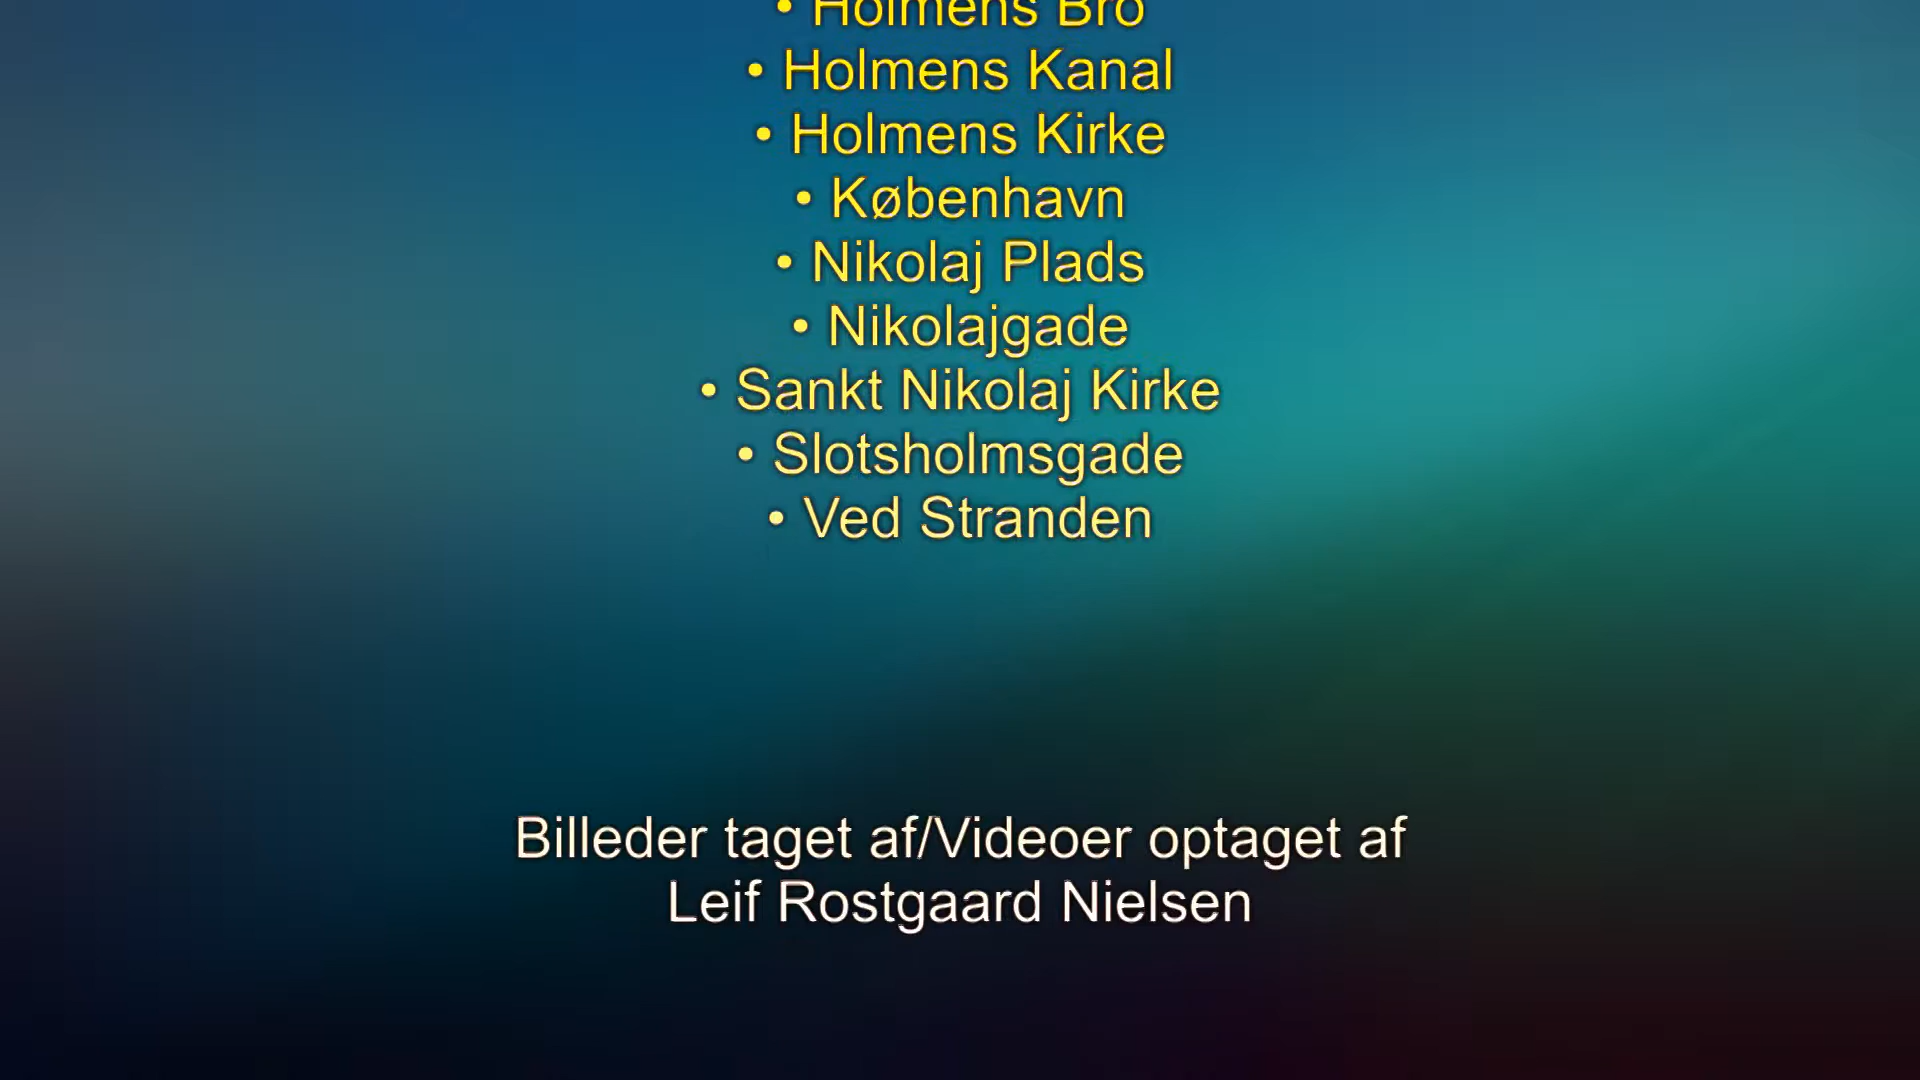 • Holmens Bro
• Holmens Kanal
• Holmens Kirke
• København
• Nikolaj Plads
• Nikolajgade
• Sankt Nikolaj Kirke
• Slotsholmsgade
• Ved Stranden
Billeder taget af/Videoer optaget af
Leif Rostgaard Nielsen